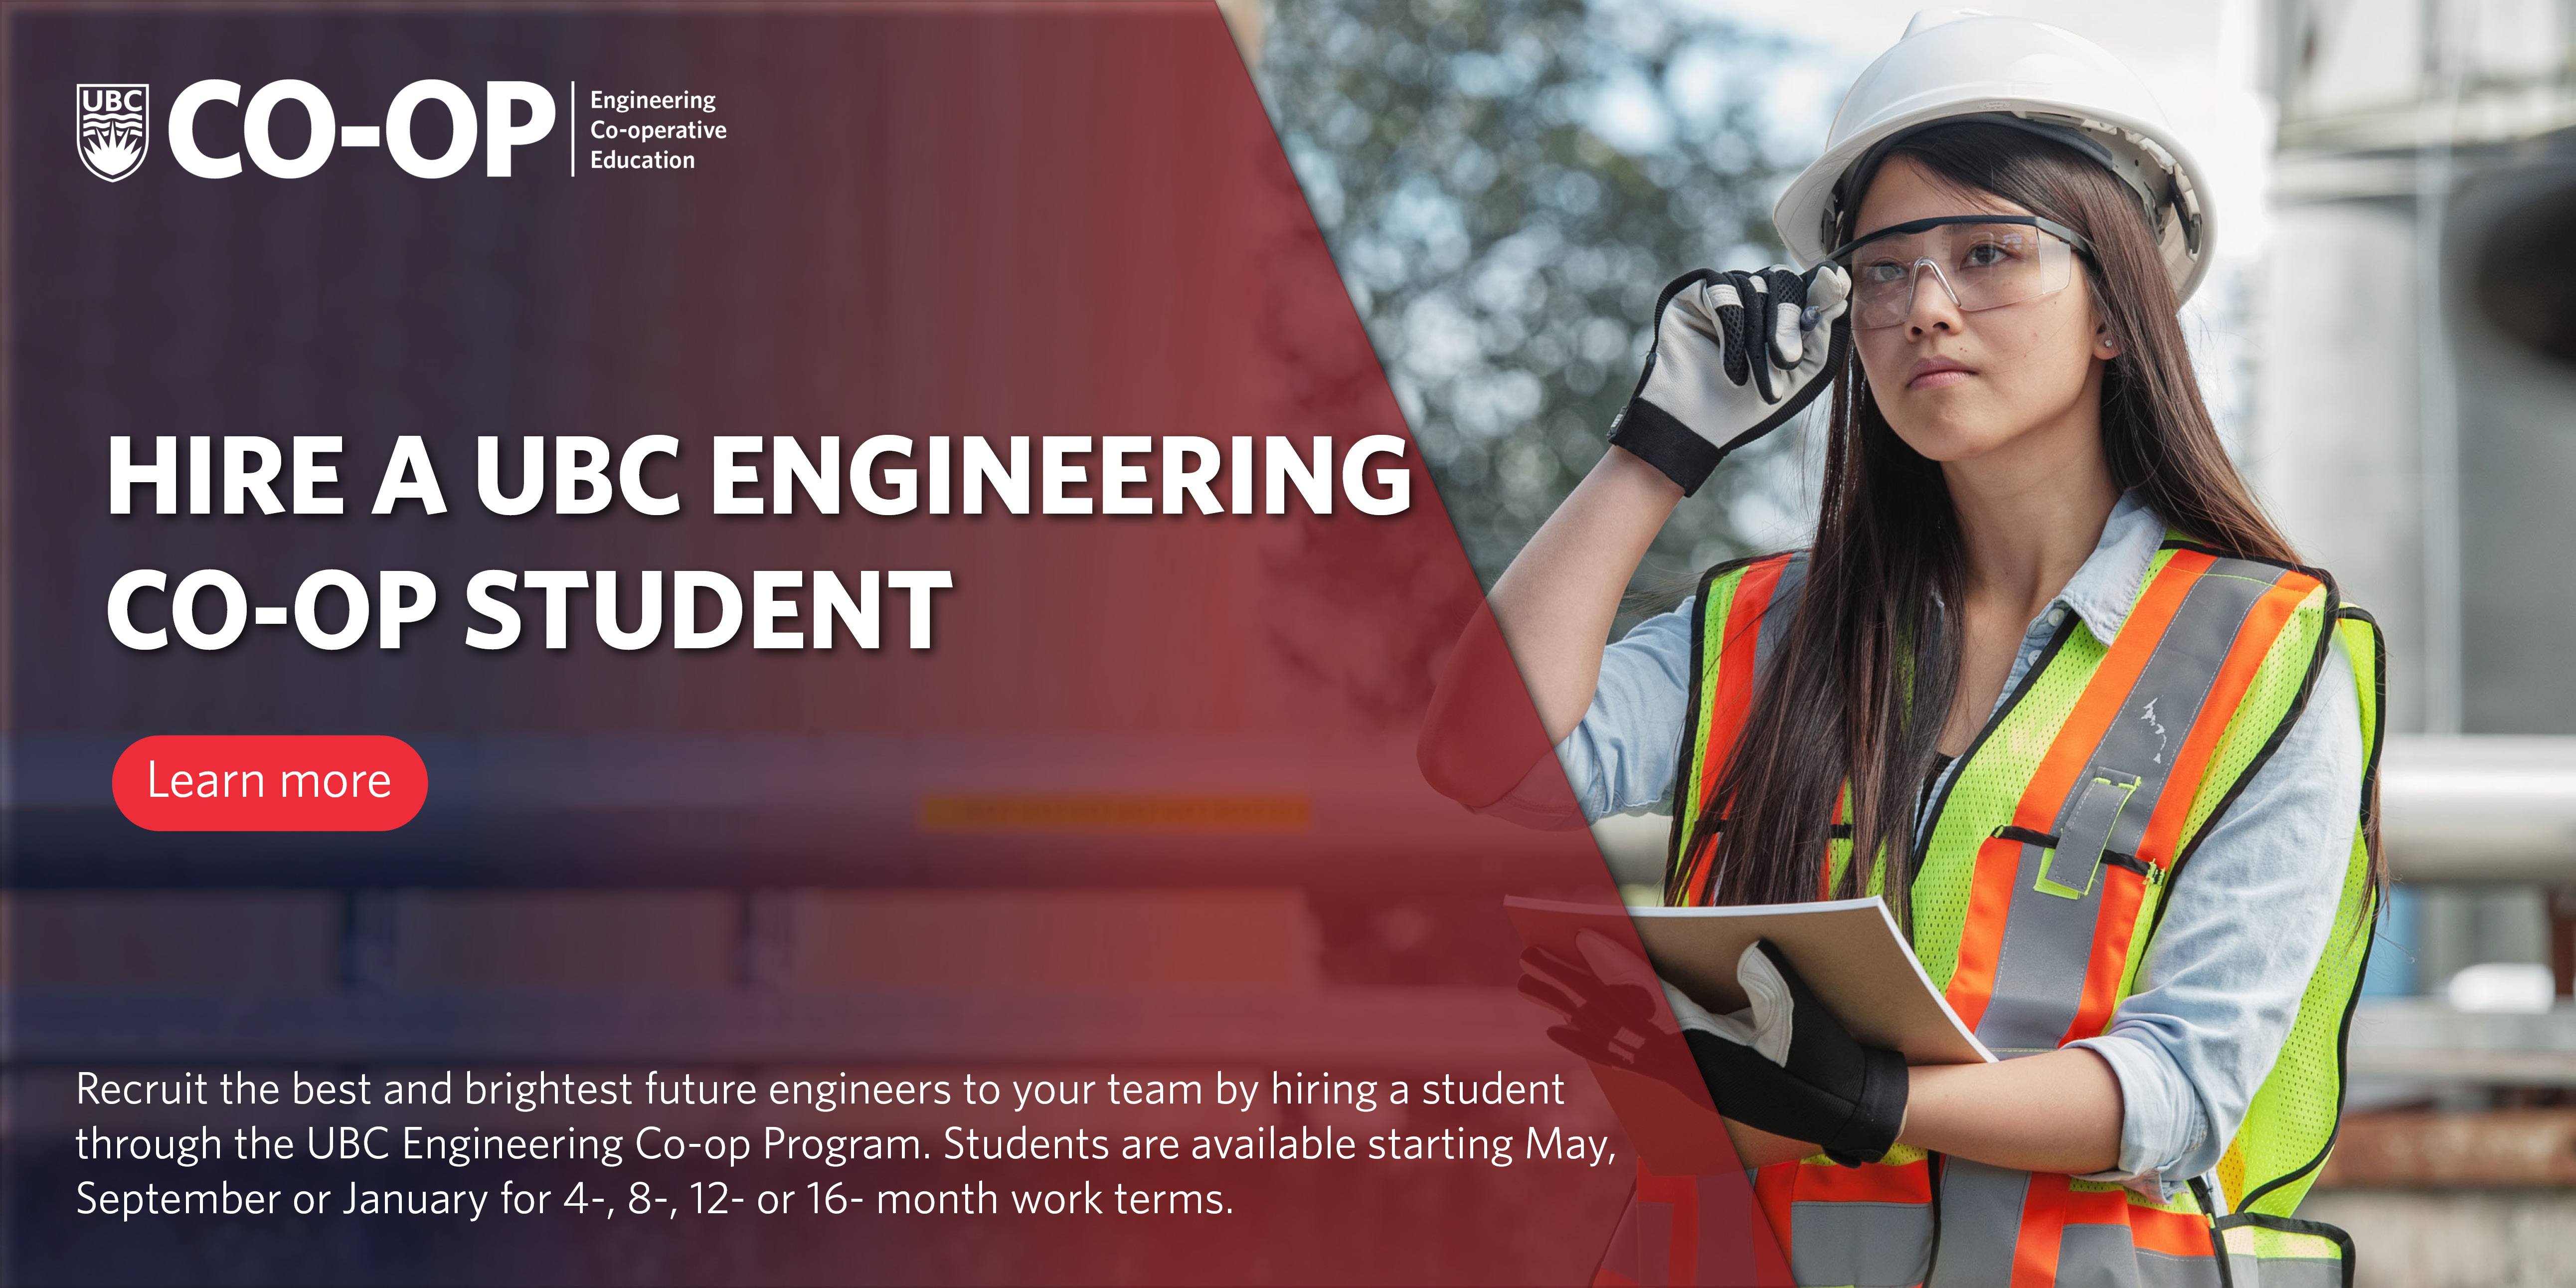 UBC
CO-OP
Engineering
Co-operative
Education
HIRE A UBC ENGINEERING
CO-OP STUDENT
Learn more
Recruit the best and brightest future engineers to your team by hiring a student
through the UBC Engineering Co-op Program. Students are available starting May,
September or January for 4-, 8-, 12- or 16- month work terms.